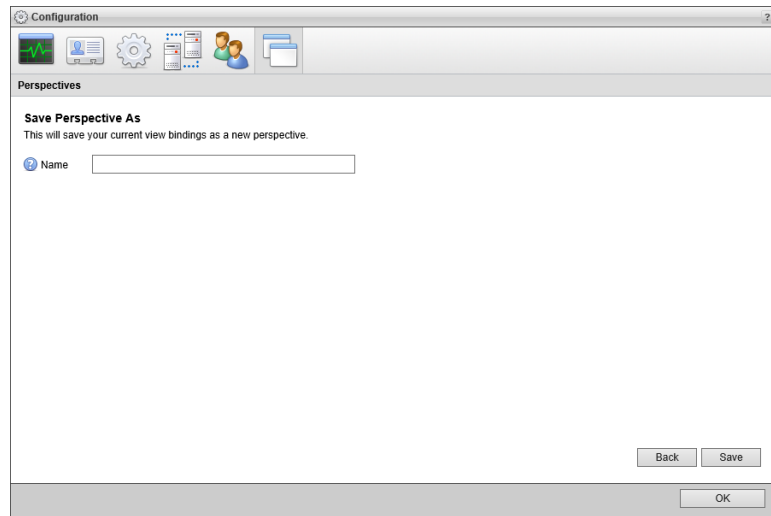 Configuration
?
Perspectives
Save Perspective As
This will save your current view bindings as a new perspective.
? Name
Back Save
OK